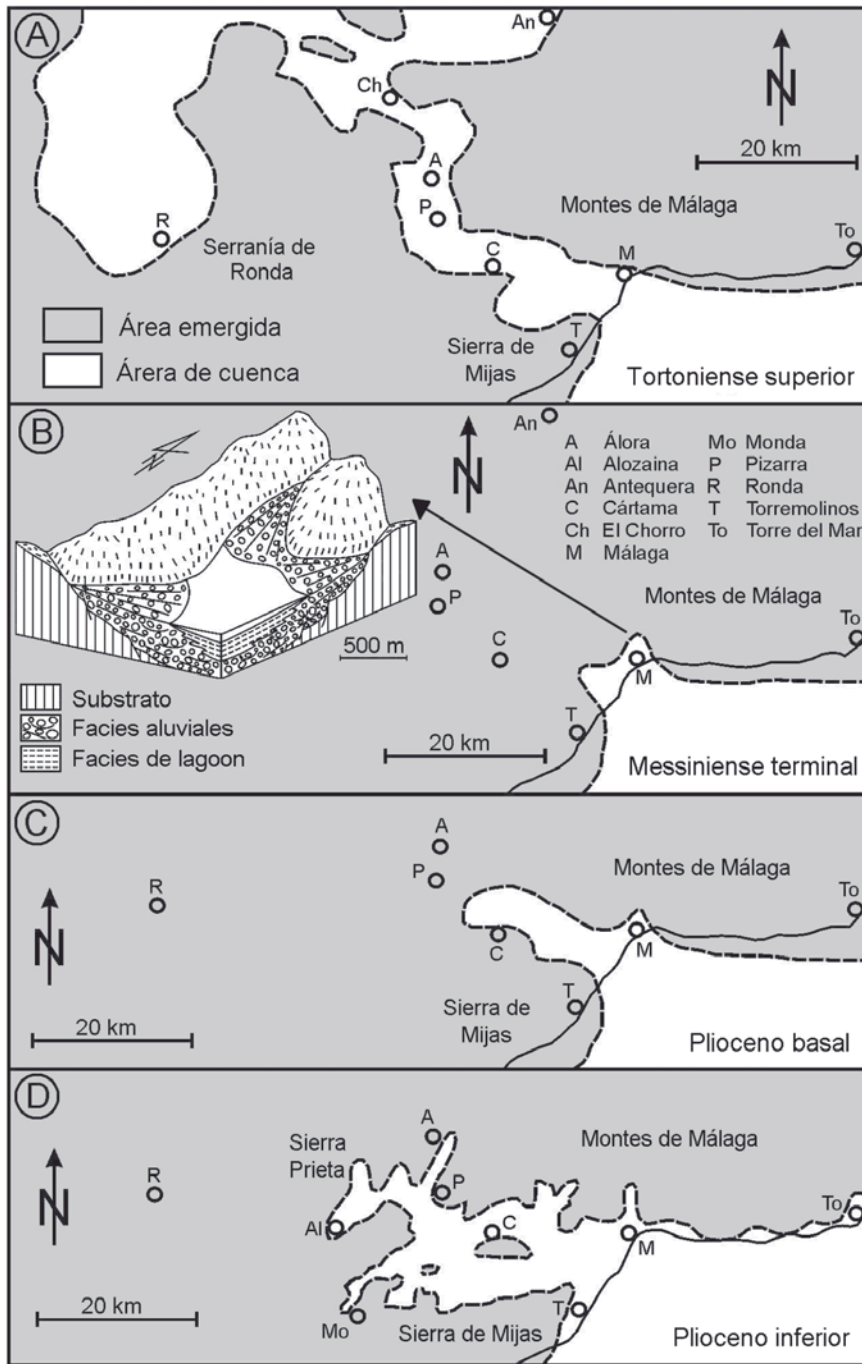 A
An
N
Ch
20 km
A
P
Montes de Málaga
R
To
Serranía de
Ronda
C
M
Área emergida
Árera de cuenca
Sierra de
Mijas
T
Tortoniense superior
B
N
N
An
A Álora Mo Monda
Al Alozaina P Pizarra
An Antequera R Ronda
C Cártama T Torremolinos
Ch El Chorro To Torre del Mar
M Málaga
A
P
Montes de Málaga
500 m
C
To
M
Substrato
Facies aluviales
Facies de lagoon
20 km
T
Messiniense terminal
C
A
Montes de Málaga
R
P
To
N
C
M
Sierra de
Mijas
T
20 km
Plioceno basal
D
A
Sierra
Prieta
Montes de Málaga
R
P
To
N
Al
C
M
20 km
Mo
Sierra de Mijas
T
Plioceno inferior